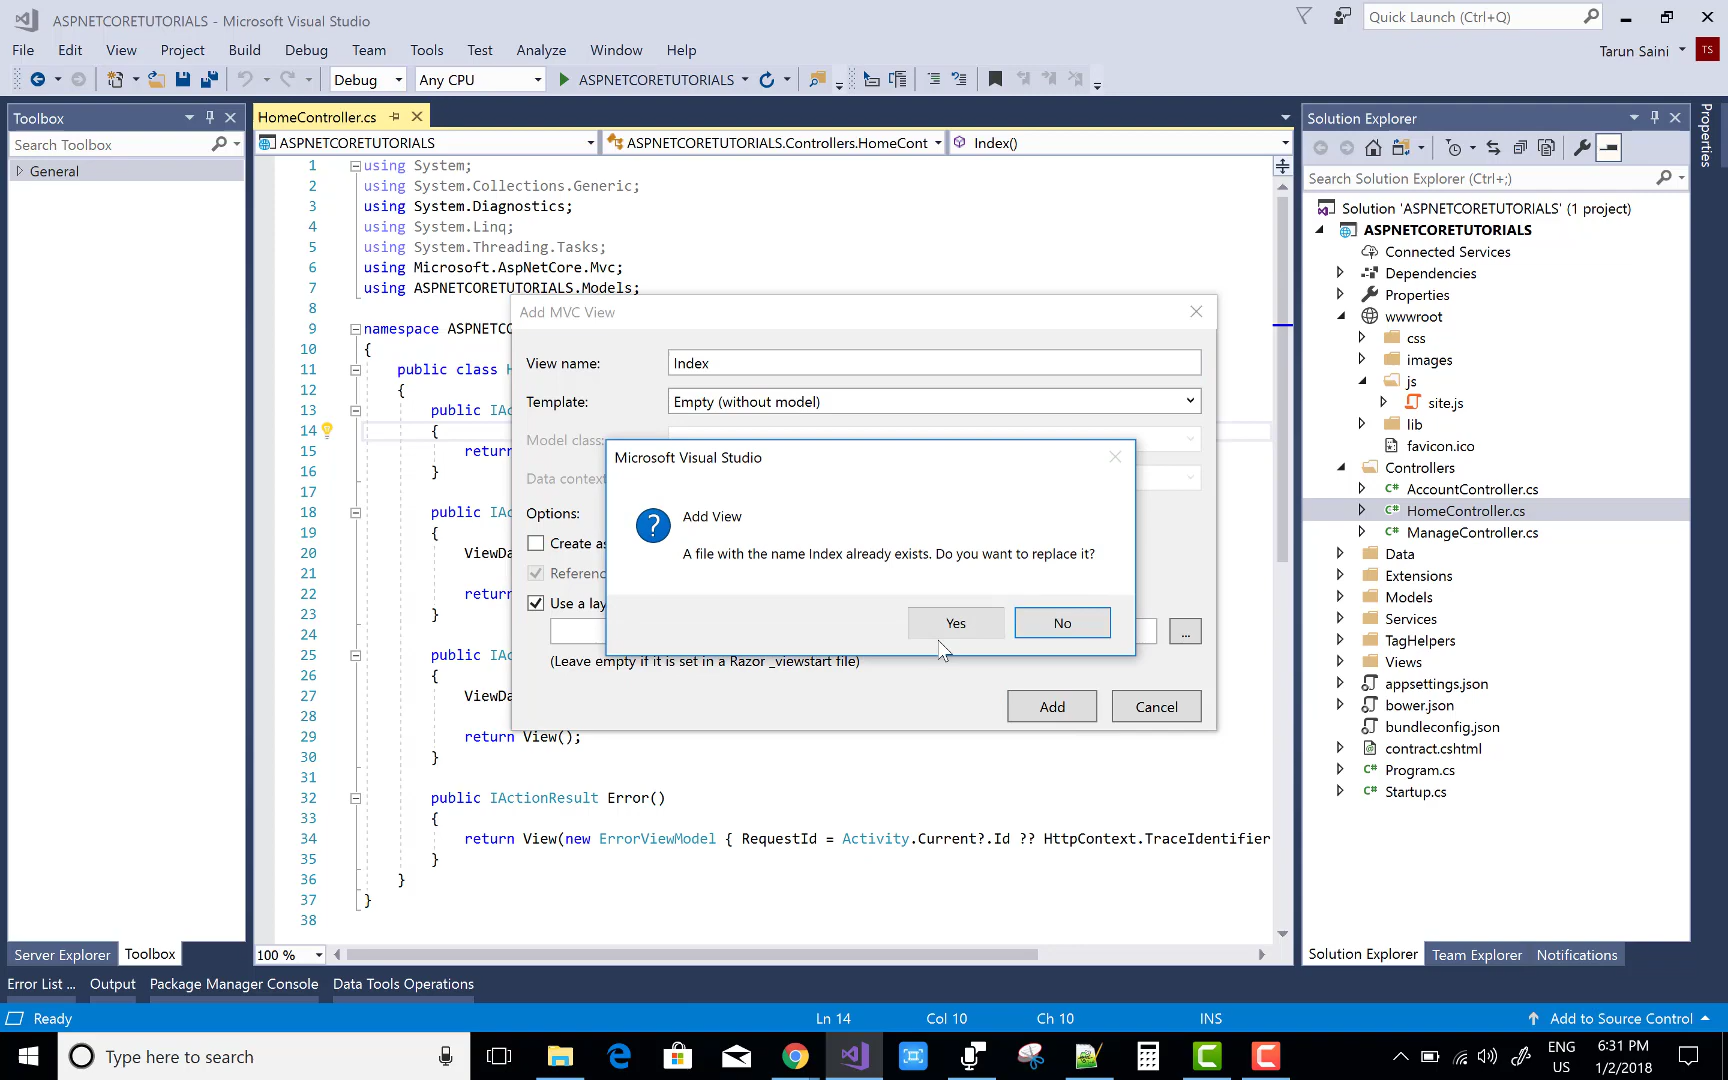 ASPNETCORETUTORIALS - Microsoft Visual Studio
Quick Launch (Ctrl+Q)
File Edit View Project Build Debug Team Tools Test Analyze Window Help
Tarun Saini TS
Debug Any CPU ASPNETCORETUTORIALS
Toolbox
Search Toolbox
General
HomeController.cs
ASPNETCORETUTORIALS ASPNETCORETUTORIALS.Controllers.HomeCont Index()
1 using System;
2 using System.Collections.Generic;
3 using System.Diagnostics;
4 using System.Linq;
5 using System.Threading.Tasks;
6 using Microsoft.AspNetCore.Mvc;
7 using ASPNETCORETUTORIALS.Models;
8
9 namespace ASPNETCO
10 {
11 public class H
12 {
13 public IAc
14 {
15 return
16 }
17
18 public IAc
19 {
20 ViewDa
21
22 return
23 }
24
25 public IAc
26 {
27 ViewDa
28
29 return View();
30 }
31
32 public IActionResult Error()
33 {
34 return View(new ErrorViewModel { RequestId = Activity.Current?.Id ?? HttpContext.TraceIdentifier
35 }
36 }
37 }
38
100 %
Add MVC View
View name: Index
Template: Empty (without model)
Model class:
Data context
Options:
Create as
Referenc
Use a lay
...
(Leave empty if it is set in a Razor _viewstart file)
Add Cancel
Microsoft Visual Studio
Add View
A file with the name Index already exists. Do you want to replace it?
Yes No
Solution Explorer
Search Solution Explorer (Ctrl+;)
Solution 'ASPNETCORETUTORIALS' (1 project)
ASPNETCORETUTORIALS
Connected Services
Dependencies
Properties
wwwroot
css
images
js
site.js
lib
favicon.ico
Controllers
C# AccountController.cs
C# HomeController.cs
C# ManageController.cs
Data
Extensions
Models
Services
TagHelpers
Views
appsettings.json
bower.json
bundleconfig.json
contract.cshtml
C# Program.cs
C# Startup.cs
Properties
Server Explorer Toolbox
Solution Explorer Team Explorer Notifications
Error List ... Output Package Manager Console Data Tools Operations
Ready Ln 14 Col 10 Ch 10 INS Add to Source Control
Type here to search
ENG
US
6:31 PM
1/2/2018